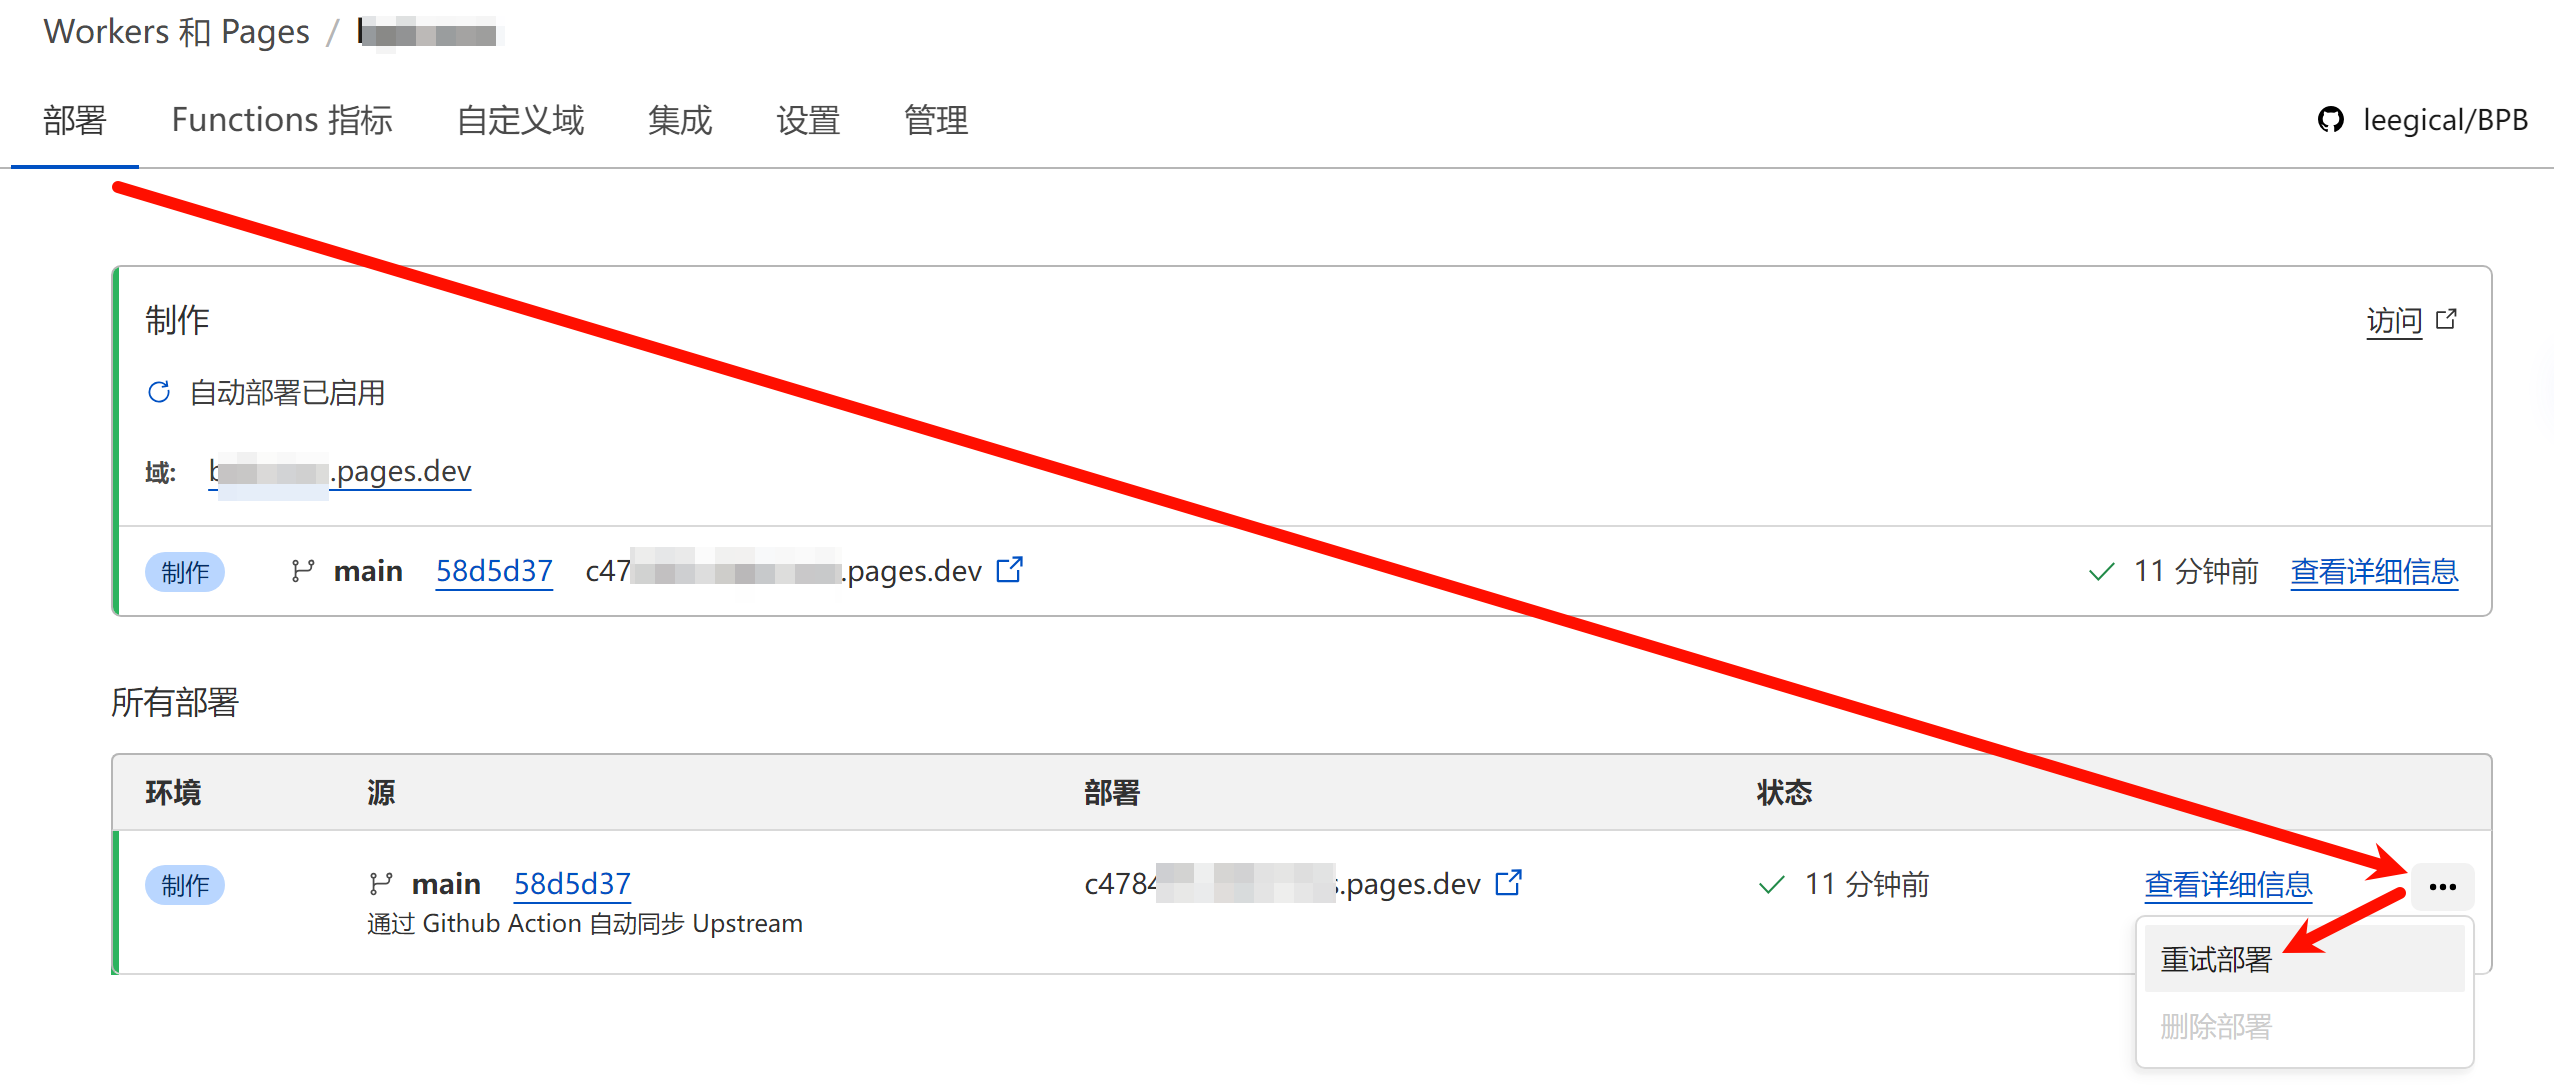 Workers 和 Pages /
部署 Functions 指标 自定义域 集成 设置 管理 leegical/BPB
制作 访问
自动部署已启用
域: .pages.dev
制作 main 58d5d37 c47 .pages.dev 11 分钟前 查看详细信息
所有部署
环境 源 部署 状态
制作 main 58d5d37 c4784 .pages.dev 11 分钟前 查看详细信息
通过 Github Action 自动同步 Upstream
重试部署
删除部署